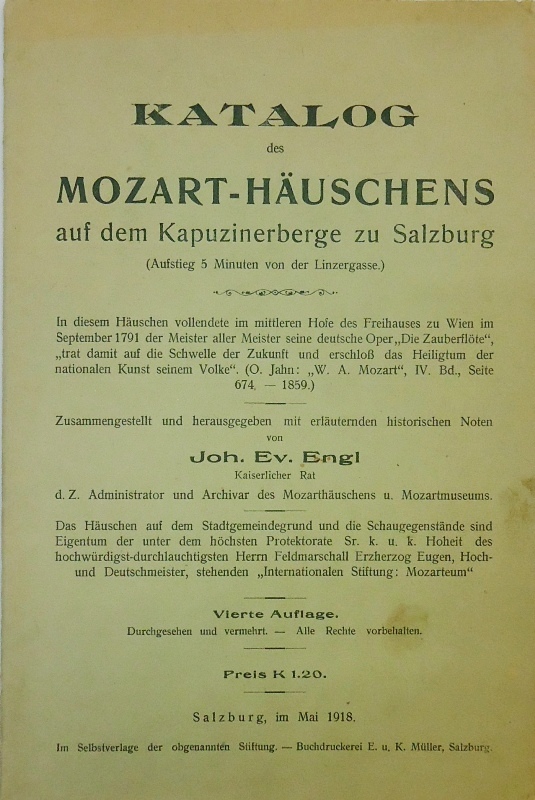 KATALOG
des
MOZART-HÄUSCHENS
auf dem Kapuzinerberge zu Salzburg
(Aufstieg 5 Minuten von der Linzergasse.)
In diesem Häuschen vollendete im mittleren Hofe des Freihauses zu Wien im
September 1791 der Meister aller Meister seine deutsche Oper „Die Zauberflöte“,
„trat damit auf die Schwelle der Zukunft und erschloß das Heiligtum der
nationalen Kunst seinem Volke“. (O. Jahn: „W. A. Mozart“, IV. Bd., Seite
674. — 1859.)
Zusammengestellt und herausgegeben mit erläuternden historischen Noten
von
Joh. Ev. Engl
Kaiserlicher Rat
d. Z. Administrator und Archivar des Mozarthäuschens u. Mozartmuseums.
Das Häuschen auf dem Stadtgemeindegrund und die Schaugegenstände sind
Eigentum der unter dem höchsten Protektorate Sr. k. u. k. Hoheit des
hochwürdigst-durchlauchtigsten Herrn Feldmarschall Erzherzog Eugen, Hoch-
und Deutschmeister, stehenden „Internationalen Stiftung: Mozarteum“
Vierte Auflage.
Durchgesehen und vermehrt. — Alle Rechte vorbehalten.
Preis K 1.20.
Salzburg, im Mai 1918.
Im Selbstverlage der obgenannten Stiftung. — Buchdruckerei E. u. K. Müller, Salzburg.